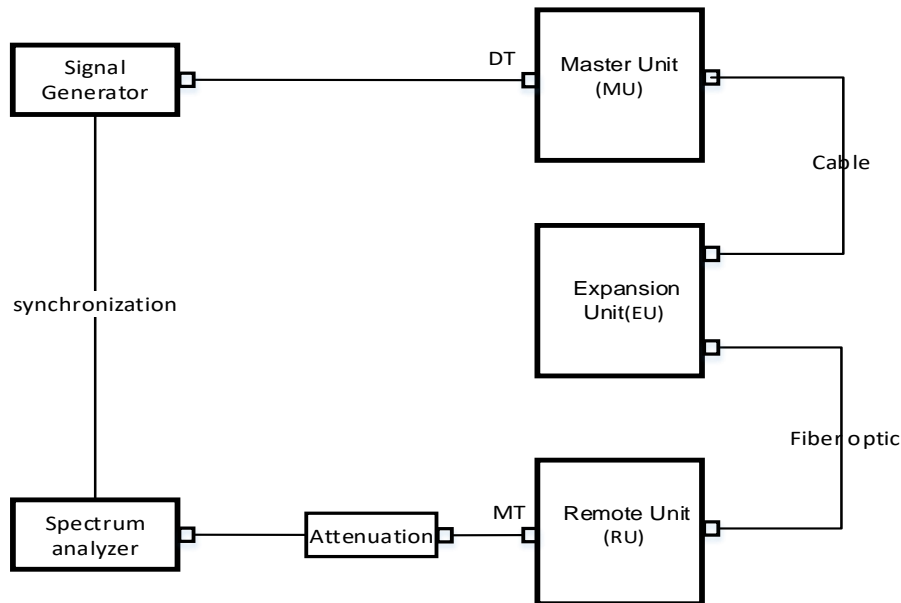 Signal
Generator
DT
Master Unit
(MU)
Cable
synchronization
Expansion
Unit(EU)
Fiber optic
Spectrum
analyzer
Attenuation
MT
Remote Unit
(RU)